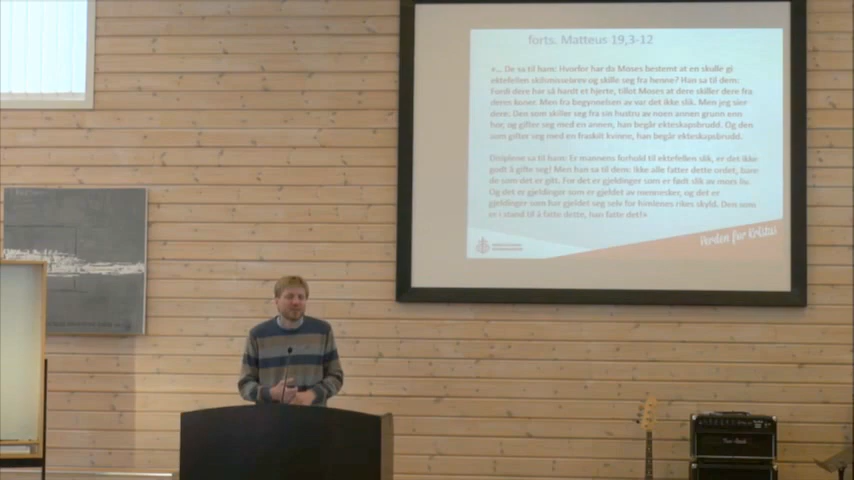 forts. Matteus 19,3-12
«... De sa til ham: Hvorfor har da Moses bestemt at en skulle gi
ektefellen skilsmissebrev og skille seg fra henne? Han sa til dem:
Fordi dere har så hardt et hjerte, tillot Moses at dere skiller dere fra
deres koner. Men fra begynnelsen av var det ikke slik. Men jeg sier
dere: Den som skiller seg fra sin hustru av noen annen grunn enn
hor, og gifter seg med en annen, han begår ekteskapsbrudd. Og den
som gifter seg med en fraskilt kvinne, han begår ekteskapsbrudd.
Disiplene sa til ham: Er mannens forhold til ektefellen slik, er det ikke
godt å gifte seg! Men han sa til dem: Ikke alle fatter dette ordet, bare
de som det er gitt. For det er gjeldinger som er født slik av mors liv.
Og det er gjeldinger som er gjeldet av mennesker, og det er
gjeldinger som har gjeldet seg selv for himlenes rikes skyld. Den som
er i stand til å fatte dette, han fatte det!»
Verden for Kristus